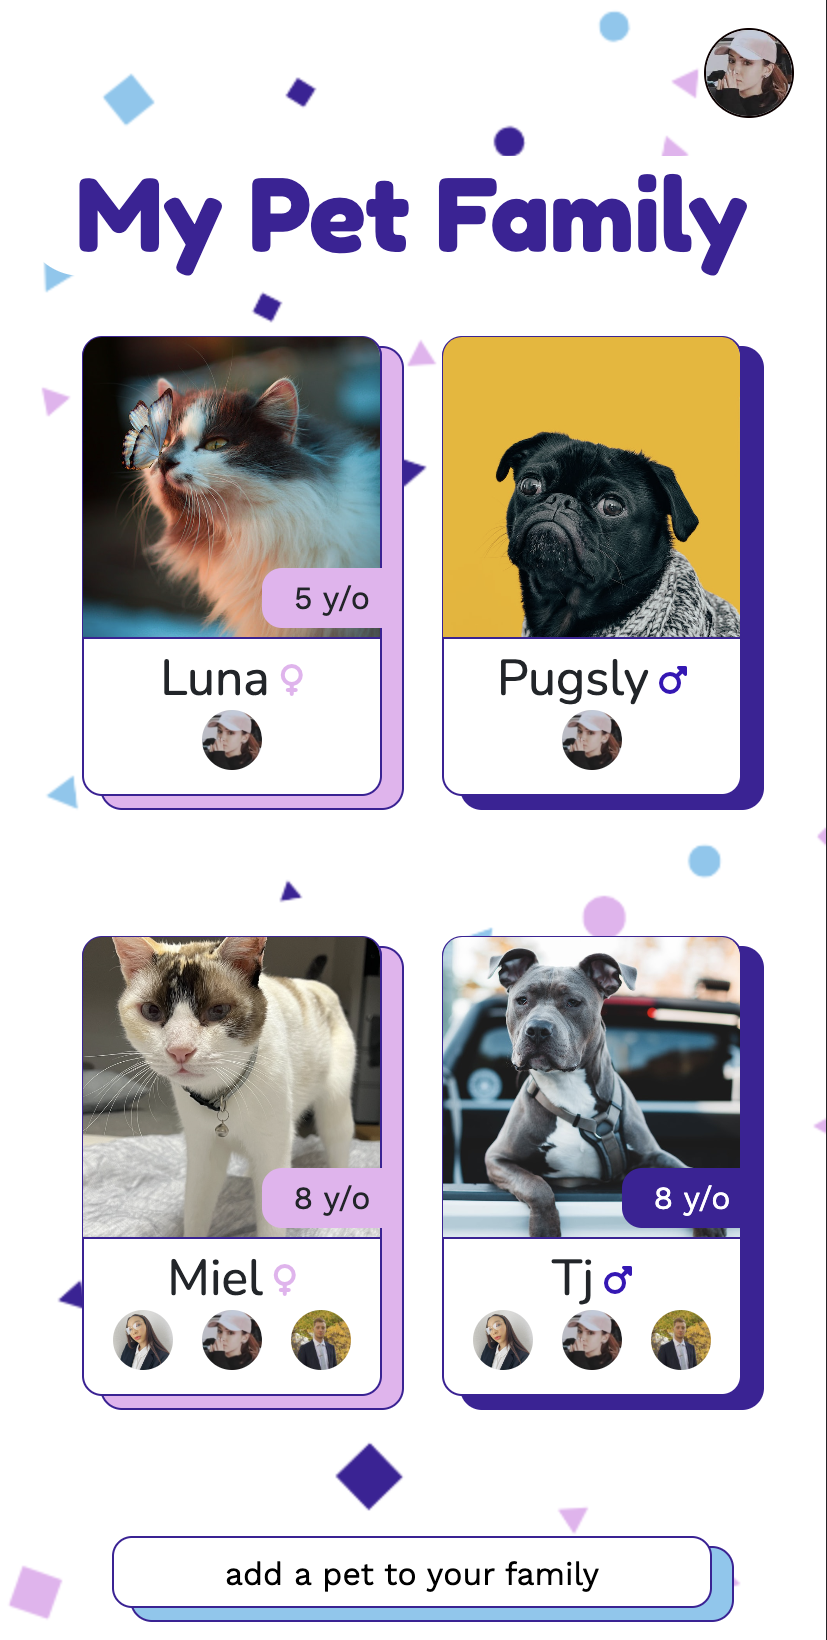 My Pet Family
5 y/o
Luna ♀
Pugsly ♂
8 y/o
Miel ♀
8 y/o
Tj ♂
add a pet to your family